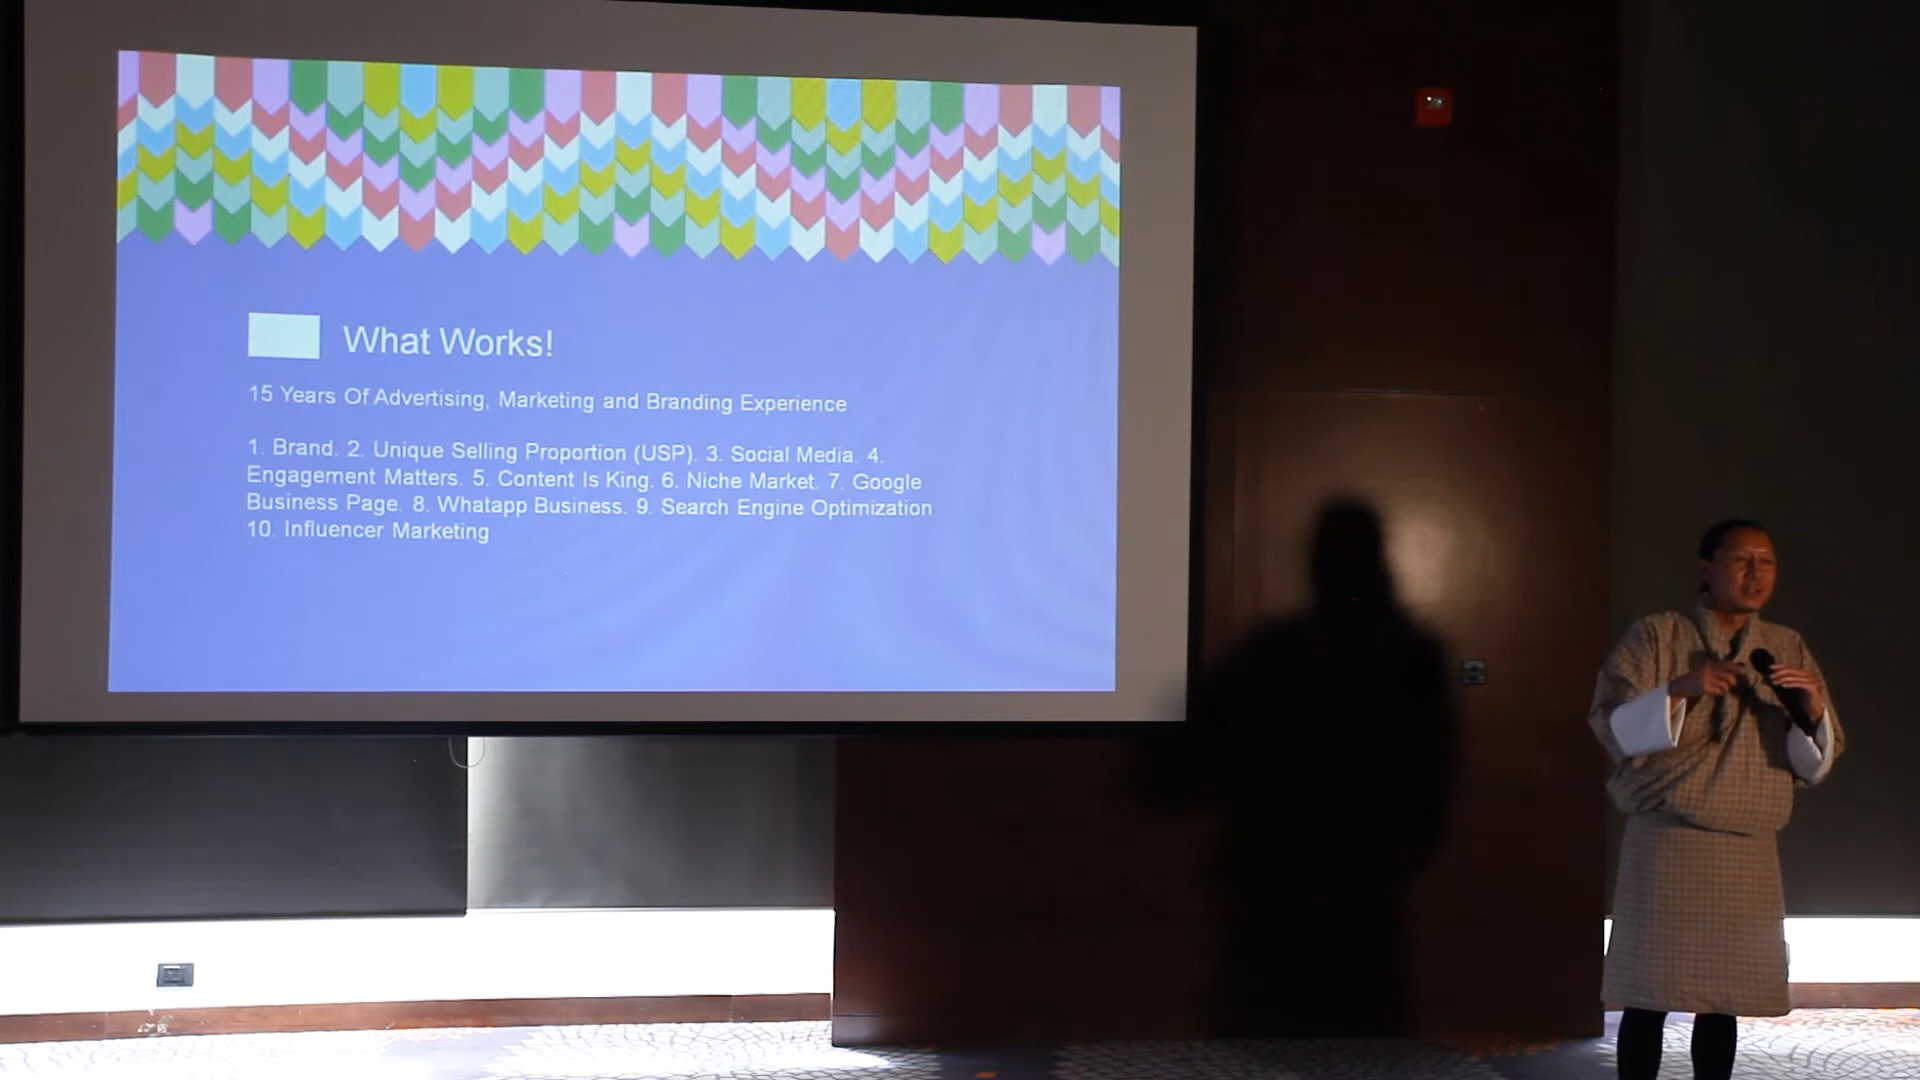 What Works!
15 Years Of Advertising, Marketing and Branding Experience
1. Brand. 2. Unique Selling Proportion (USP). 3. Social Media. 4.
Engagement Matters. 5. Content Is King. 6. Niche Market. 7. Google
Business Page. 8. Whatapp Business. 9. Search Engine Optimization
10. Influencer Marketing